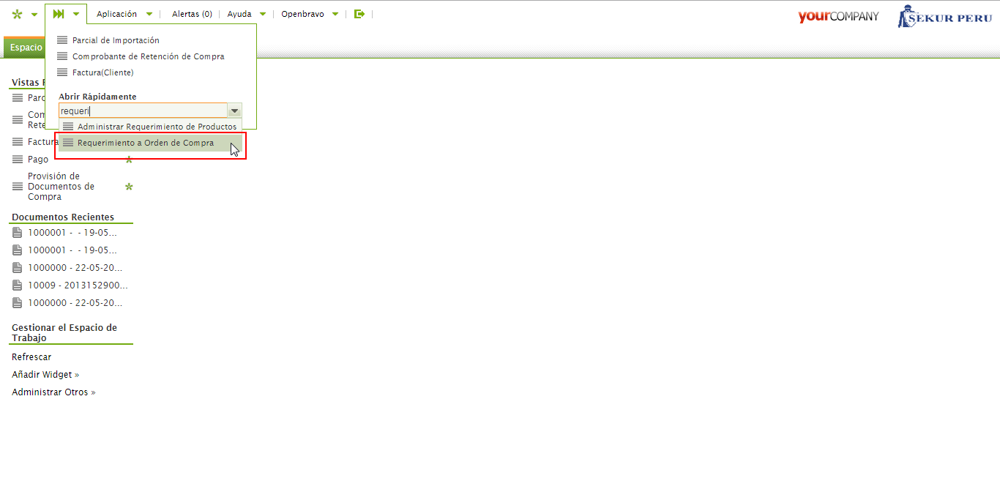 Aplicación
Alertas (0)
Ayuda
Openbravo
yourCOMPANY
SEKUR PERU
Espacio
Parcial de Importación
Comprobante de Retención de Compra
Factura(Cliente)
Abrir Rápidamente
requeri
Administrar Requerimiento de Productos
Requerimiento a Orden de Compra
Vistas
Parc
Com
Rete
Factura
Pago
Provisión de
Documentos de
Compra
Documentos Recientes
1000001 -  - 19-05...
1000001 -  - 19-05...
1000000 - 22-05-20...
10009 - 2013152900...
1000000 - 22-05-20...
Gestionar el Espacio de
Trabajo
Refrescar
Añadir Widget »
Administrar Otros »